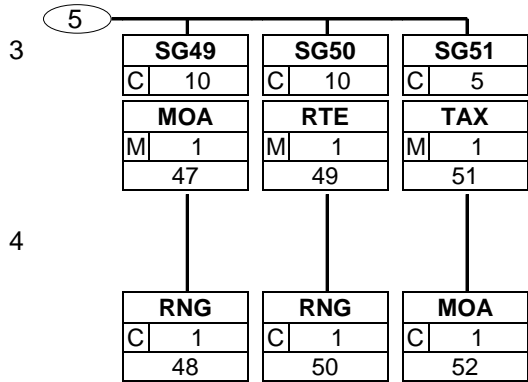 5
3
SG49 SG50 SG51
C 10 C 10 C 5
MOA RTE TAX
M 1 M 1 M 1
47 49 51
4
RNG RNG MOA
C 1 C 1 C 1
48 50 52